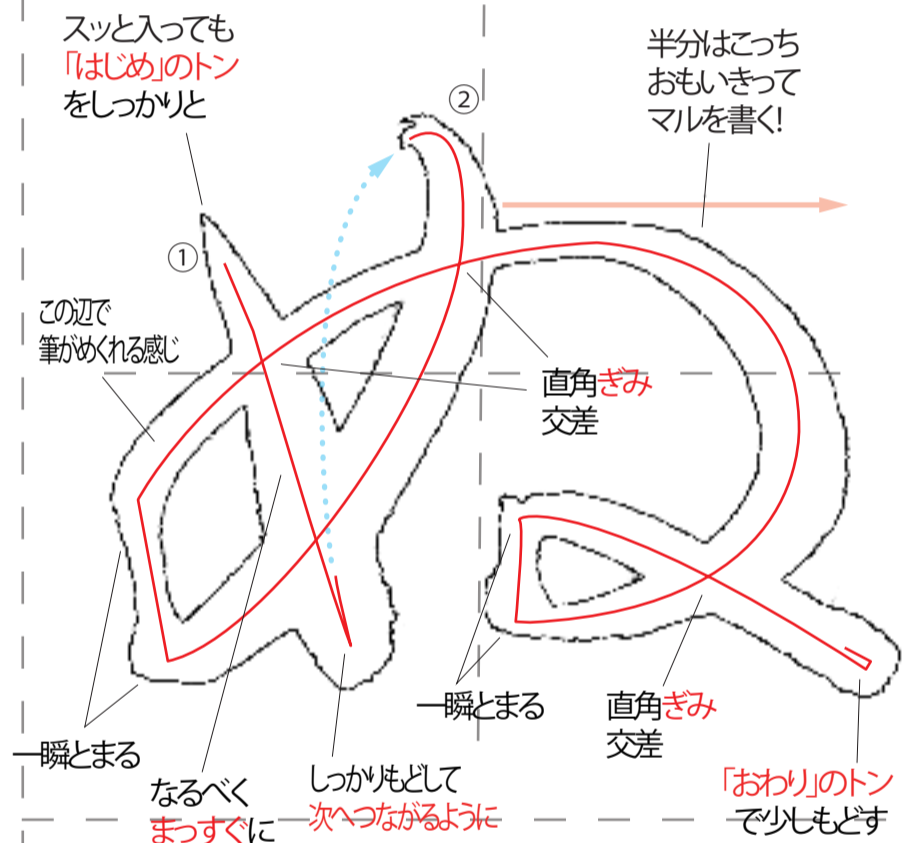 スッと入っても
「はじめ」のトン
をしっかりと
②
半分はこっち
おもいきって
マルを書く!
①
この辺で
筆がめくれる感じ
直角ぎみ
交差
一瞬とまる
一瞬とまる
直角ぎみ
交差
なるべく
まっすぐに
しっかりもどして
次へつながるように
「おわり」のトン
で少しもどす